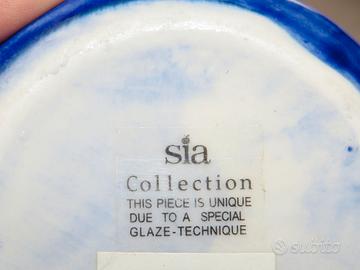 sia
Collection
THIS PIECE IS UNIQUE
DUE TO A SPECIAL
GLAZE-TECHNIQUE
subito